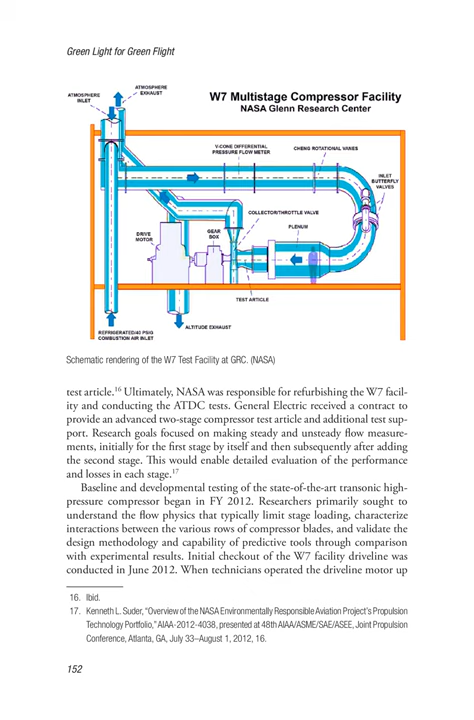 Green Light for Green Flight
ATMOSPHERE
EXHAUST
ATMOSPHERE
INLET
W7 Multistage Compressor Facility
NASA Glenn Research Center
V-CONE DIFFERENTIAL
PRESSURE FLOW METER
CHENG ROTATIONAL VANES
INLET
BUTTERFLY
VALVES
COLLECTOR/THROTTLE VALVE
PLENUM
DRIVE
MOTOR
GEAR
BOX
TEST ARTICLE
ALTITUDE EXHAUST
REFRIGERATED/40 PSIG
COMBUSTION AIR INLET
Schematic rendering of the W7 Test Facility at GRC. (NASA)
test article.16 Ultimately, NASA was responsible for refurbishing the W7 facil-
ity and conducting the ATDC tests. General Electric received a contract to
provide an advanced two-stage compressor test article and additional test sup-
port. Research goals focused on making steady and unsteady flow measure-
ments, initially for the first stage by itself and then subsequently after adding
the second stage. This would enable detailed evaluation of the performance
and losses in each stage.17
Baseline and developmental testing of the state-of-the-art transonic high-
pressure compressor began in FY 2012. Researchers primarily sought to
understand the flow physics that typically limit stage loading, characterize
interactions between the various rows of compressor blades, and validate the
design methodology and capability of predictive tools through comparison
with experimental results. Initial checkout of the W7 facility driveline was
conducted in June 2012. When technicians operated the driveline motor up
16. Ibid.
17. Kenneth L. Suder, “Overview of the NASA Environmentally Responsible Aviation Project’s Propulsion
Technology Portfolio,” AIAA-2012-4038, presented at 48th AIAA/ASME/SAE/ASEE, Joint Propulsion
Conference, Atlanta, GA, July 33–August 1, 2012, 16.
152